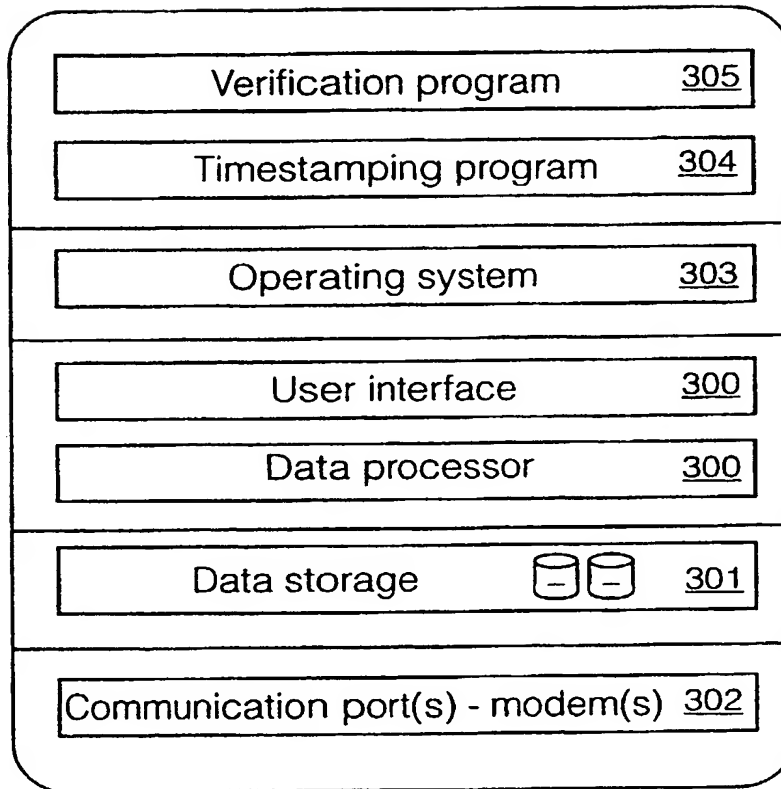 Verification program 305
Timestamping program 304
Operating system 303
User interface 300
Data processor 300
Data storage 301
Communication port(s) - modem(s) 302